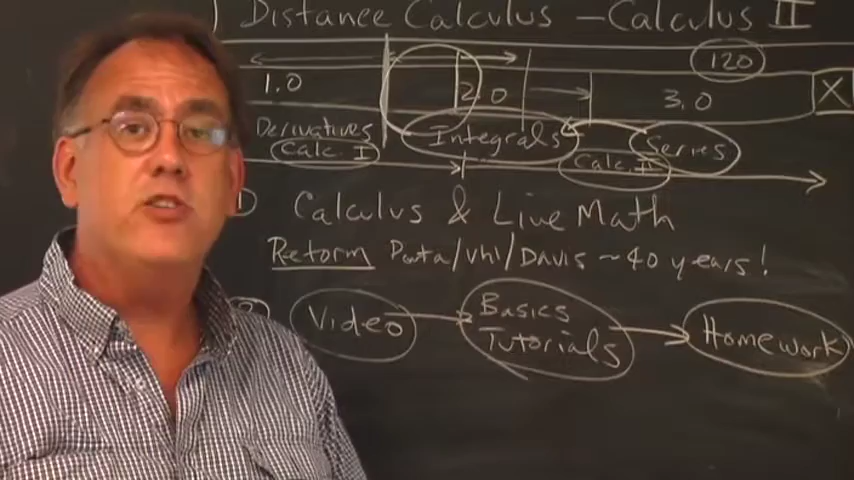 Distance Calculus - Calculus II
120
1.0 2.0 3.0 X
Derivatives Integrals Series
Calc. I Calc. II
1) Calculus & Live Math
Reform /Uhl/Davis ~40 years!
Video Basics Homework
Tutorials